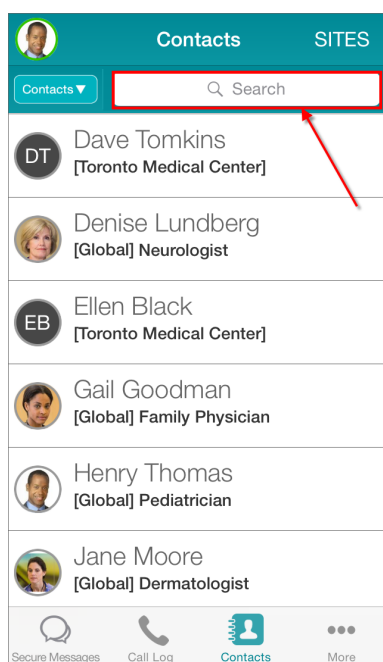 Contacts SITES
Contacts▼ Search
DT Dave Tomkins
[Toronto Medical Center]
Denise Lundberg
[Global] Neurologist
EB Ellen Black
[Toronto Medical Center]
Gail Goodman
[Global] Family Physician
Henry Thomas
[Global] Pediatrician
Jane Moore
[Global] Dermatologist
Secure Messages Call Log Contacts More